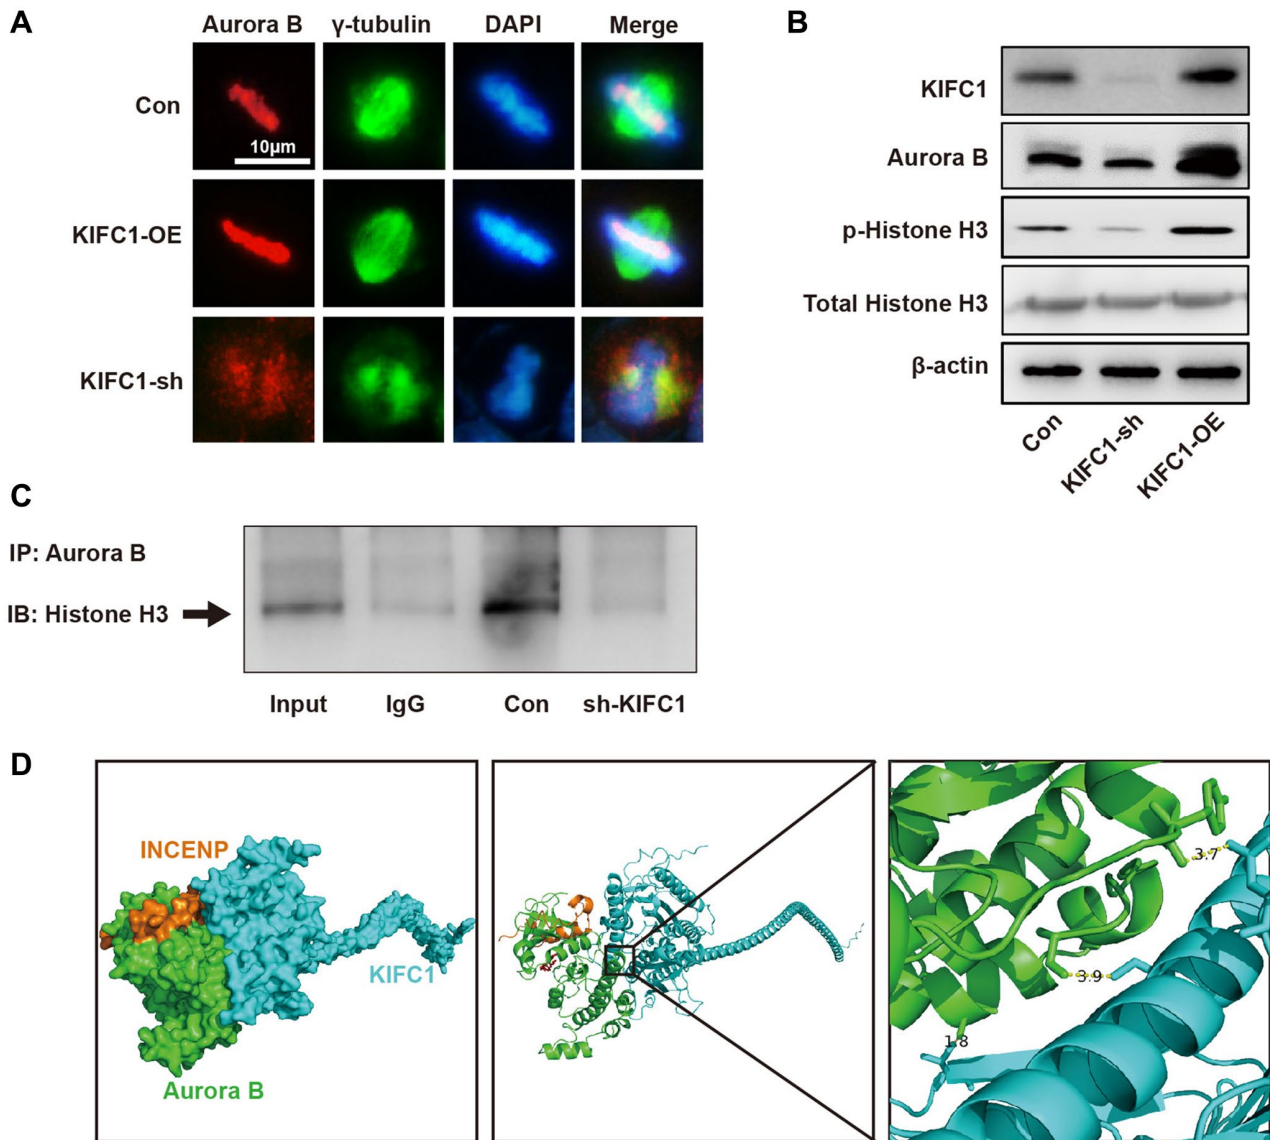 A
Aurora B γ-tubulin DAPI Merge
Con
10μm
KIFC1-OE
KIFC1-sh
B
KIFC1
Aurora B
p-Histone H3
Total Histone H3
β-actin
Con KIFC1-sh KIFC1-OE
C
IP: Aurora B
IB: Histone H3
Input IgG Con sh-KIFC1
D
INCENP
KIFC1
Aurora B
3.7
3.9
1.8